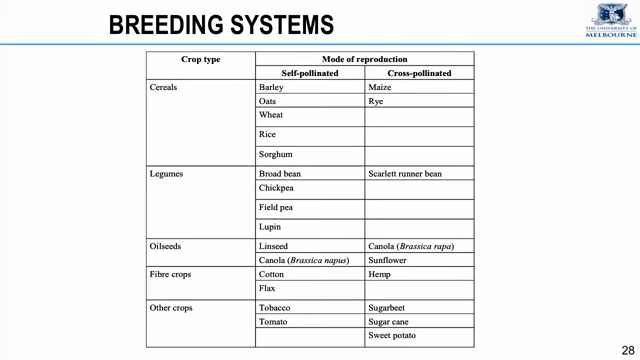 BREEDING SYSTEMS
THE UNIVERSITY OF
MELBOURNE
Crop type Mode of reproduction
Self-pollinated Cross-pollinated
Cereals Barley Maize
Oats Rye
Wheat
Rice
Sorghum
Legumes Broad bean Scarlett runner bean
Chickpea
Field pea
Lupin
Oilseeds Linseed Canola (Brassica rapa)
Canola (Brassica napus) Sunflower
Fibre crops Cotton Hemp
Flax
Other crops Tobacco Sugarbeet
Tomato Sugar cane
Sweet potato
28